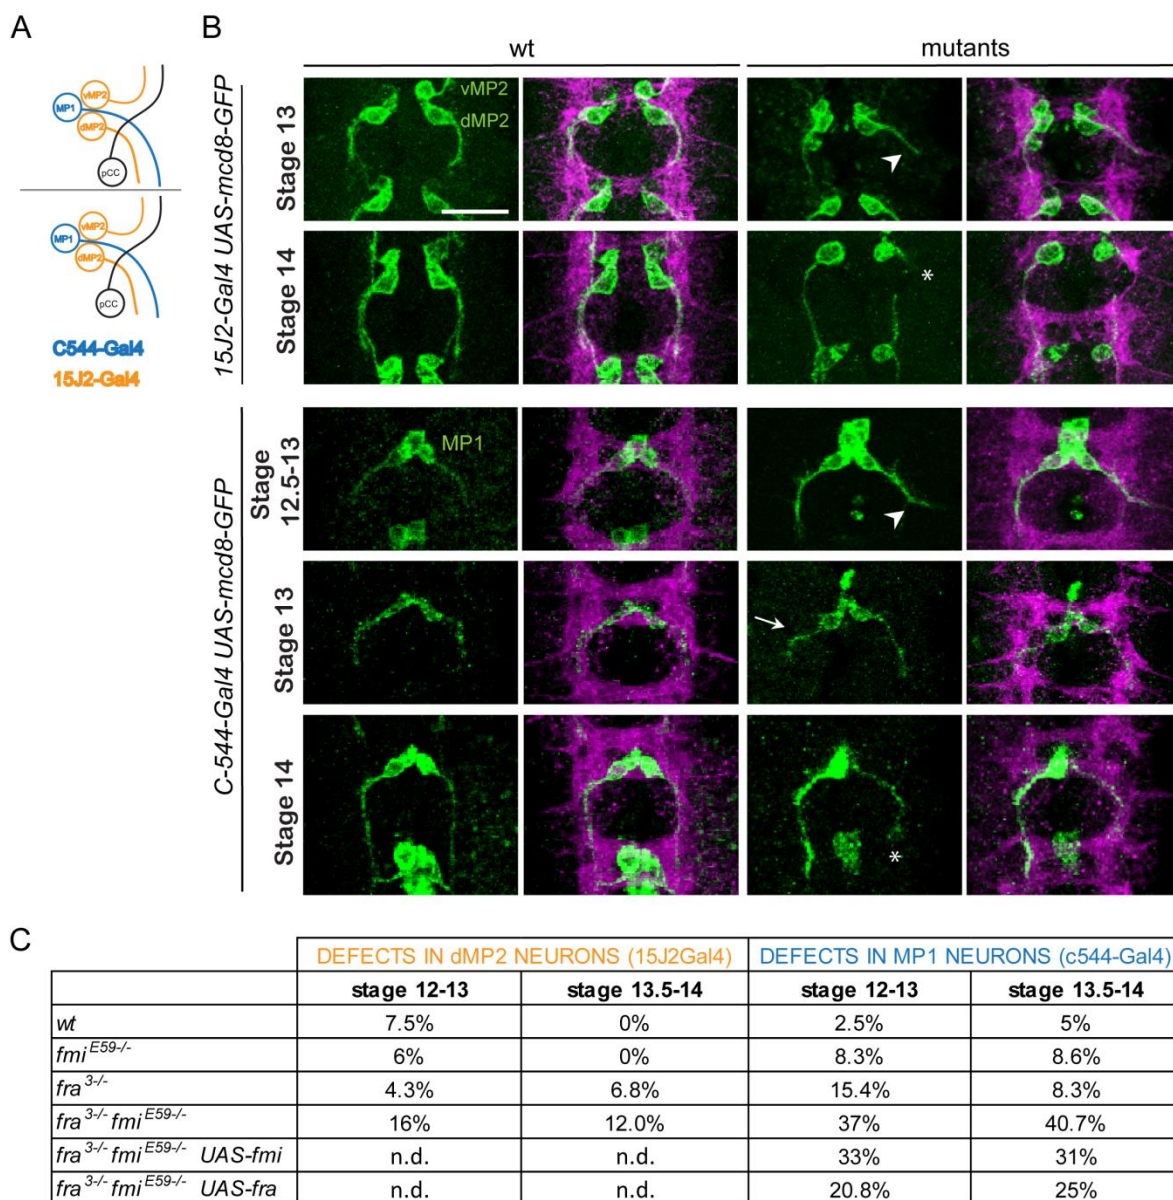 A
vMP2
MP1
dMP2
pCC
vMP2
MP1
dMP2
pCC
C544-Gal4
15J2-Gal4
B
wt
mutants
15J2-Gal4 UAS-mcd8-GFP
Stage 13
vMP2
dMP2
Stage 14
*
C-544-Gal4 UAS-mcd8-GFP
Stage
12.5-13
MP1
Stage 13
Stage 14
*
C
DEFECTS IN dMP2 NEURONS (15J2Gal4) DEFECTS IN MP1 NEURONS (c544-Gal4)
stage 12-13 stage 13.5-14 stage 12-13 stage 13.5-14
wt 7.5% 0% 2.5% 5%
fmi E59-/- 6% 0% 8.3% 8.6%
fra 3-/- 4.3% 6.8% 15.4% 8.3%
fra 3-/- fmi E59-/- 16% 12.0% 37% 40.7%
fra 3-/- fmi E59-/- UAS-fmi n.d. n.d. 33% 31%
fra 3-/- fmi E59-/- UAS-fra n.d. n.d. 20.8% 25%